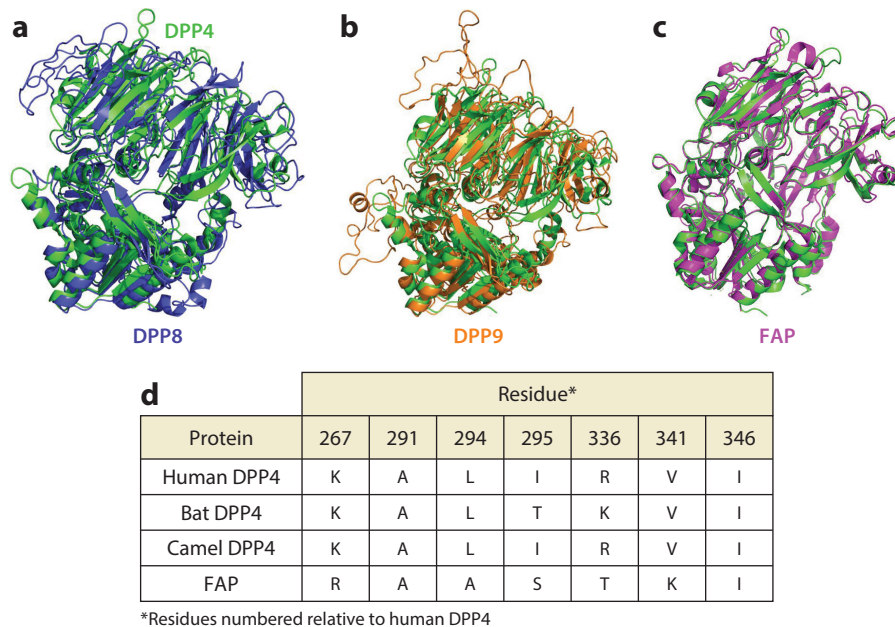 a b c
DPP4
DPP8 DPP9 FAP
d Residue*
Protein 267 291 294 295 336 341 346
Human DPP4 K A L I R V I
Bat DPP4 K A L T K V I
Camel DPP4 K A L I R V I
FAP R A A S T K I
*Residues numbered relative to human DPP4